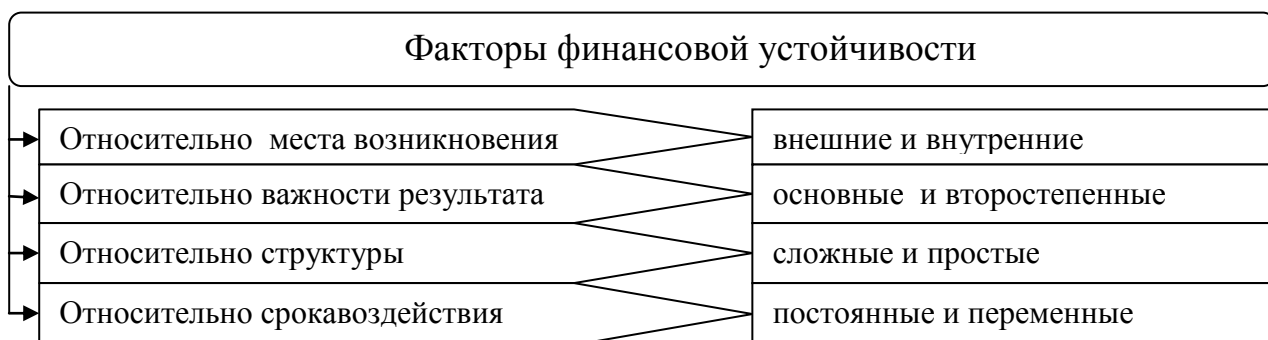 Факторы финансовой устойчивости
Относительно места возникновения
внешние и внутренние
Относительно важности результата
основные и второстепенные
Относительно структуры
сложные и простые
Относительно срокавоздействия
постоянные и переменные